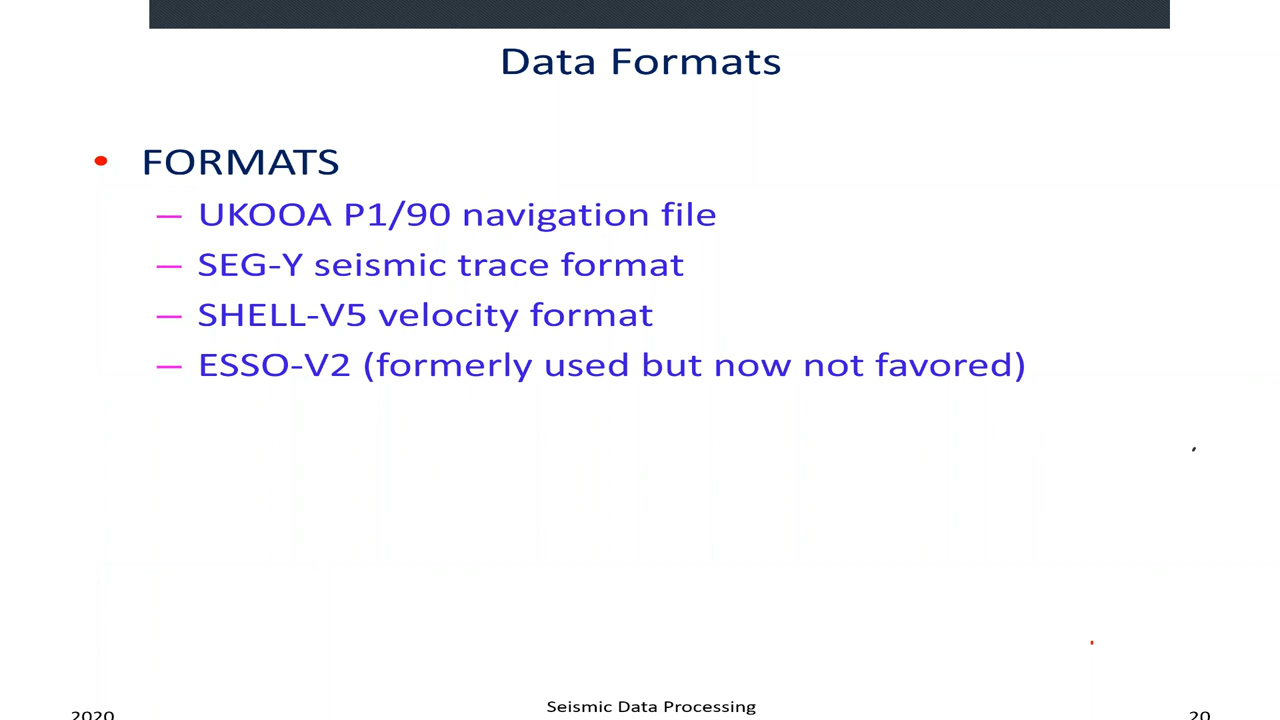 Data Formats
• FORMATS
– UKOOA P1/90 navigation file
– SEG-Y seismic trace format
– SHELL-V5 velocity format
– ESSO-V2 (formerly used but now not favored)
2020
Seismic Data Processing
20